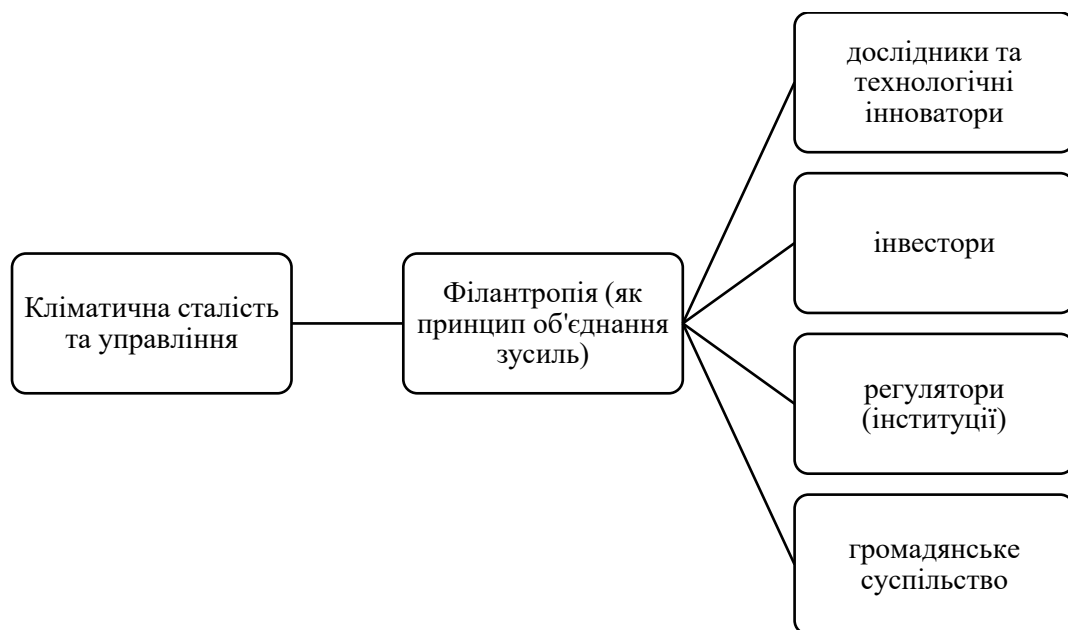 Кліматична сталість
та управління
Філантропія (як
принцип об'єднання
зусиль)
дослідники та
технологічні
інноватори
інвестори
регулятори
(інституції)
громадянське
суспільство